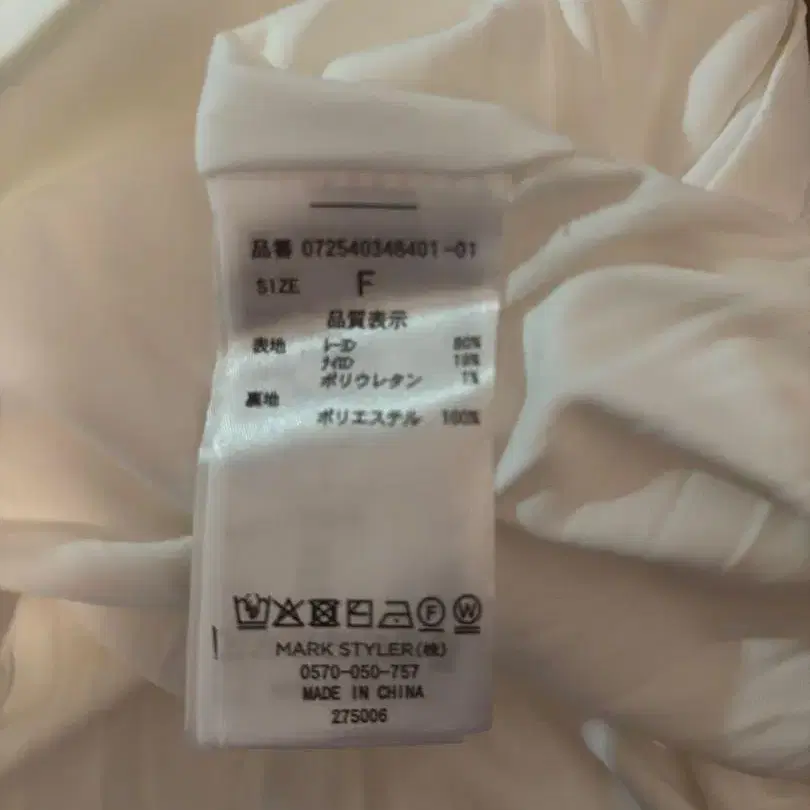 品番 072540346401-01
SIZE F
品質表示
表地 レーヨン 80%
ナイロン 19%
ポリウレタン 1%
裏地
ポリエステル 100%
F W
MARK STYLER(株)
0570-050-757
MADE IN CHINA
275006